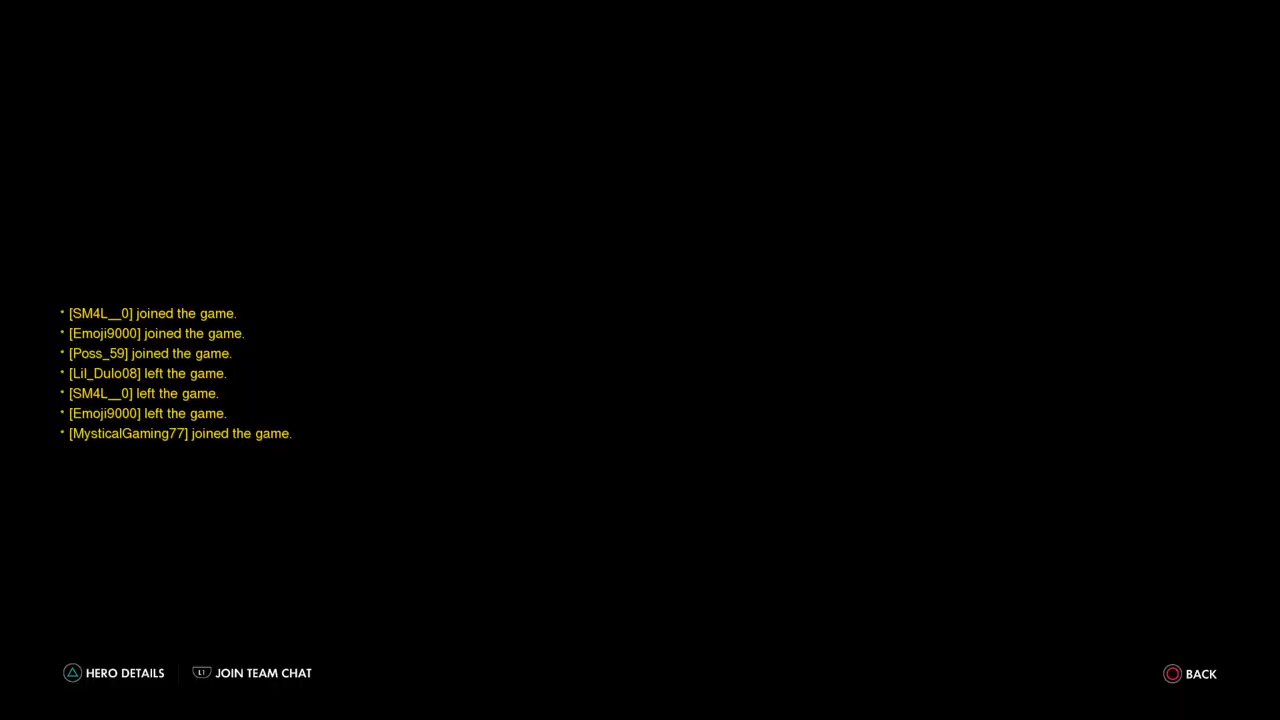 * [SM4L__0] joined the game.
* [Emoji9000] joined the game.
* [Poss_59] joined the game.
* [Lil_Dulo08] left the game.
* [SM4L__0] left the game.
* [Emoji9000] left the game.
* [MysticalGaming77] joined the game.
HERO DETAILS L1 JOIN TEAM CHAT BACK